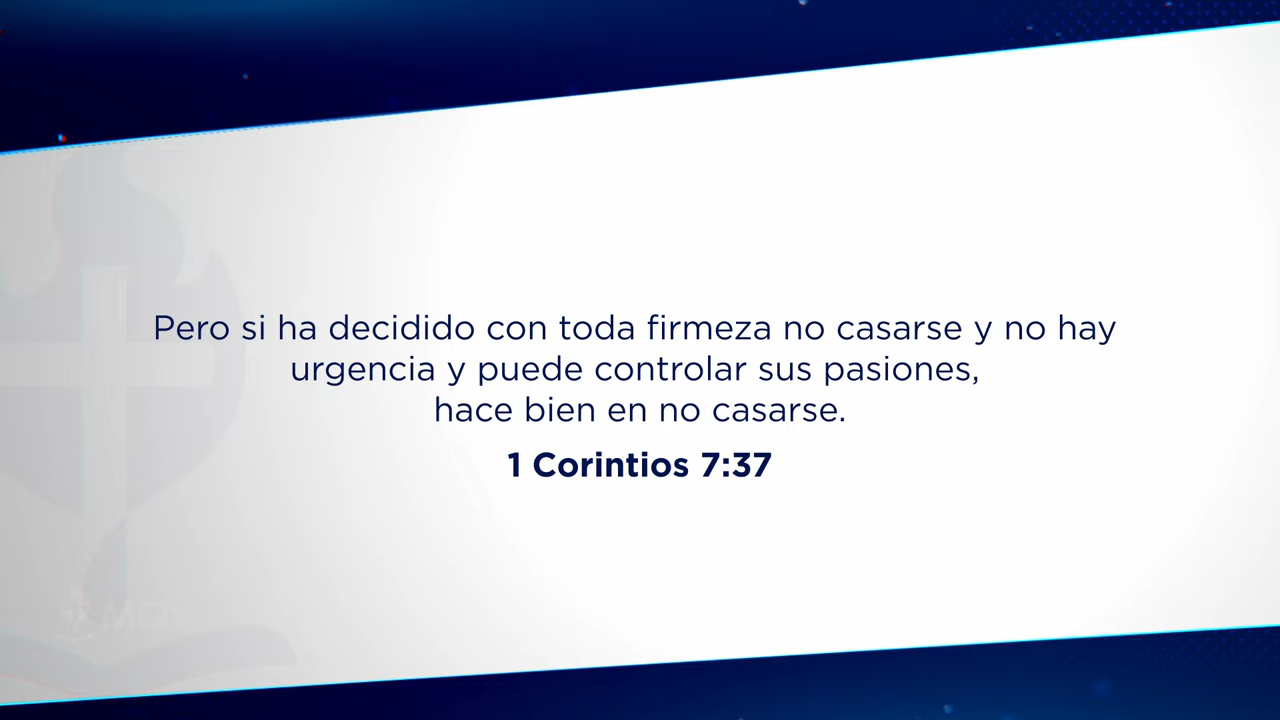 Pero si ha decidido con toda firmeza no casarse y no hay
urgencia y puede controlar sus pasiones,
hace bien en no casarse.
1 Corintios 7:37